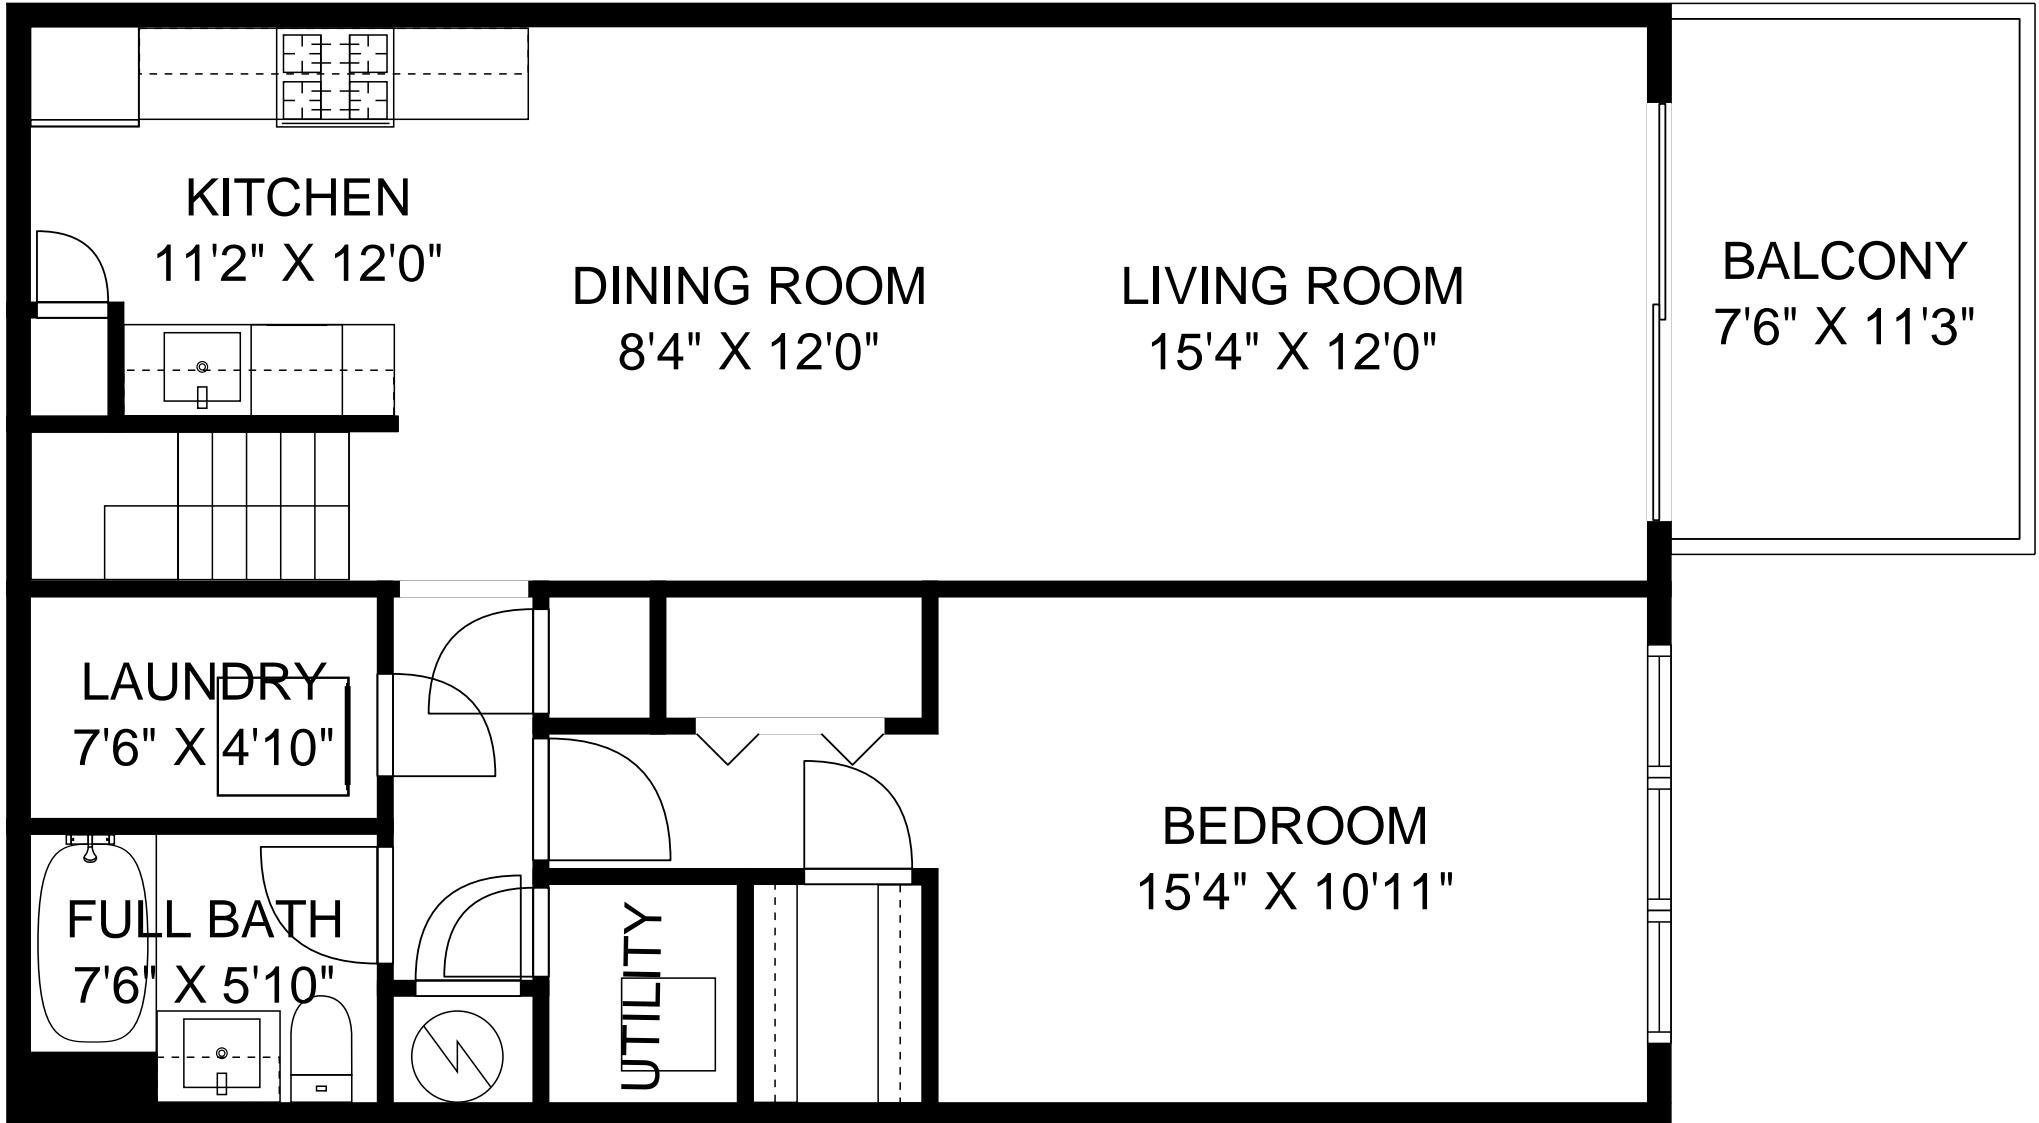 KITCHEN
11'2" X 12'0"
DINING ROOM
8'4" X 12'0"
LIVING ROOM
15'4" X 12'0"
BALCONY
7'6" X 11'3"
LAUNDRY
7'6" X 4'10"
FULL BATH
7'6" X 5'10"
UTILITY
BEDROOM
15'4" X 10'11"